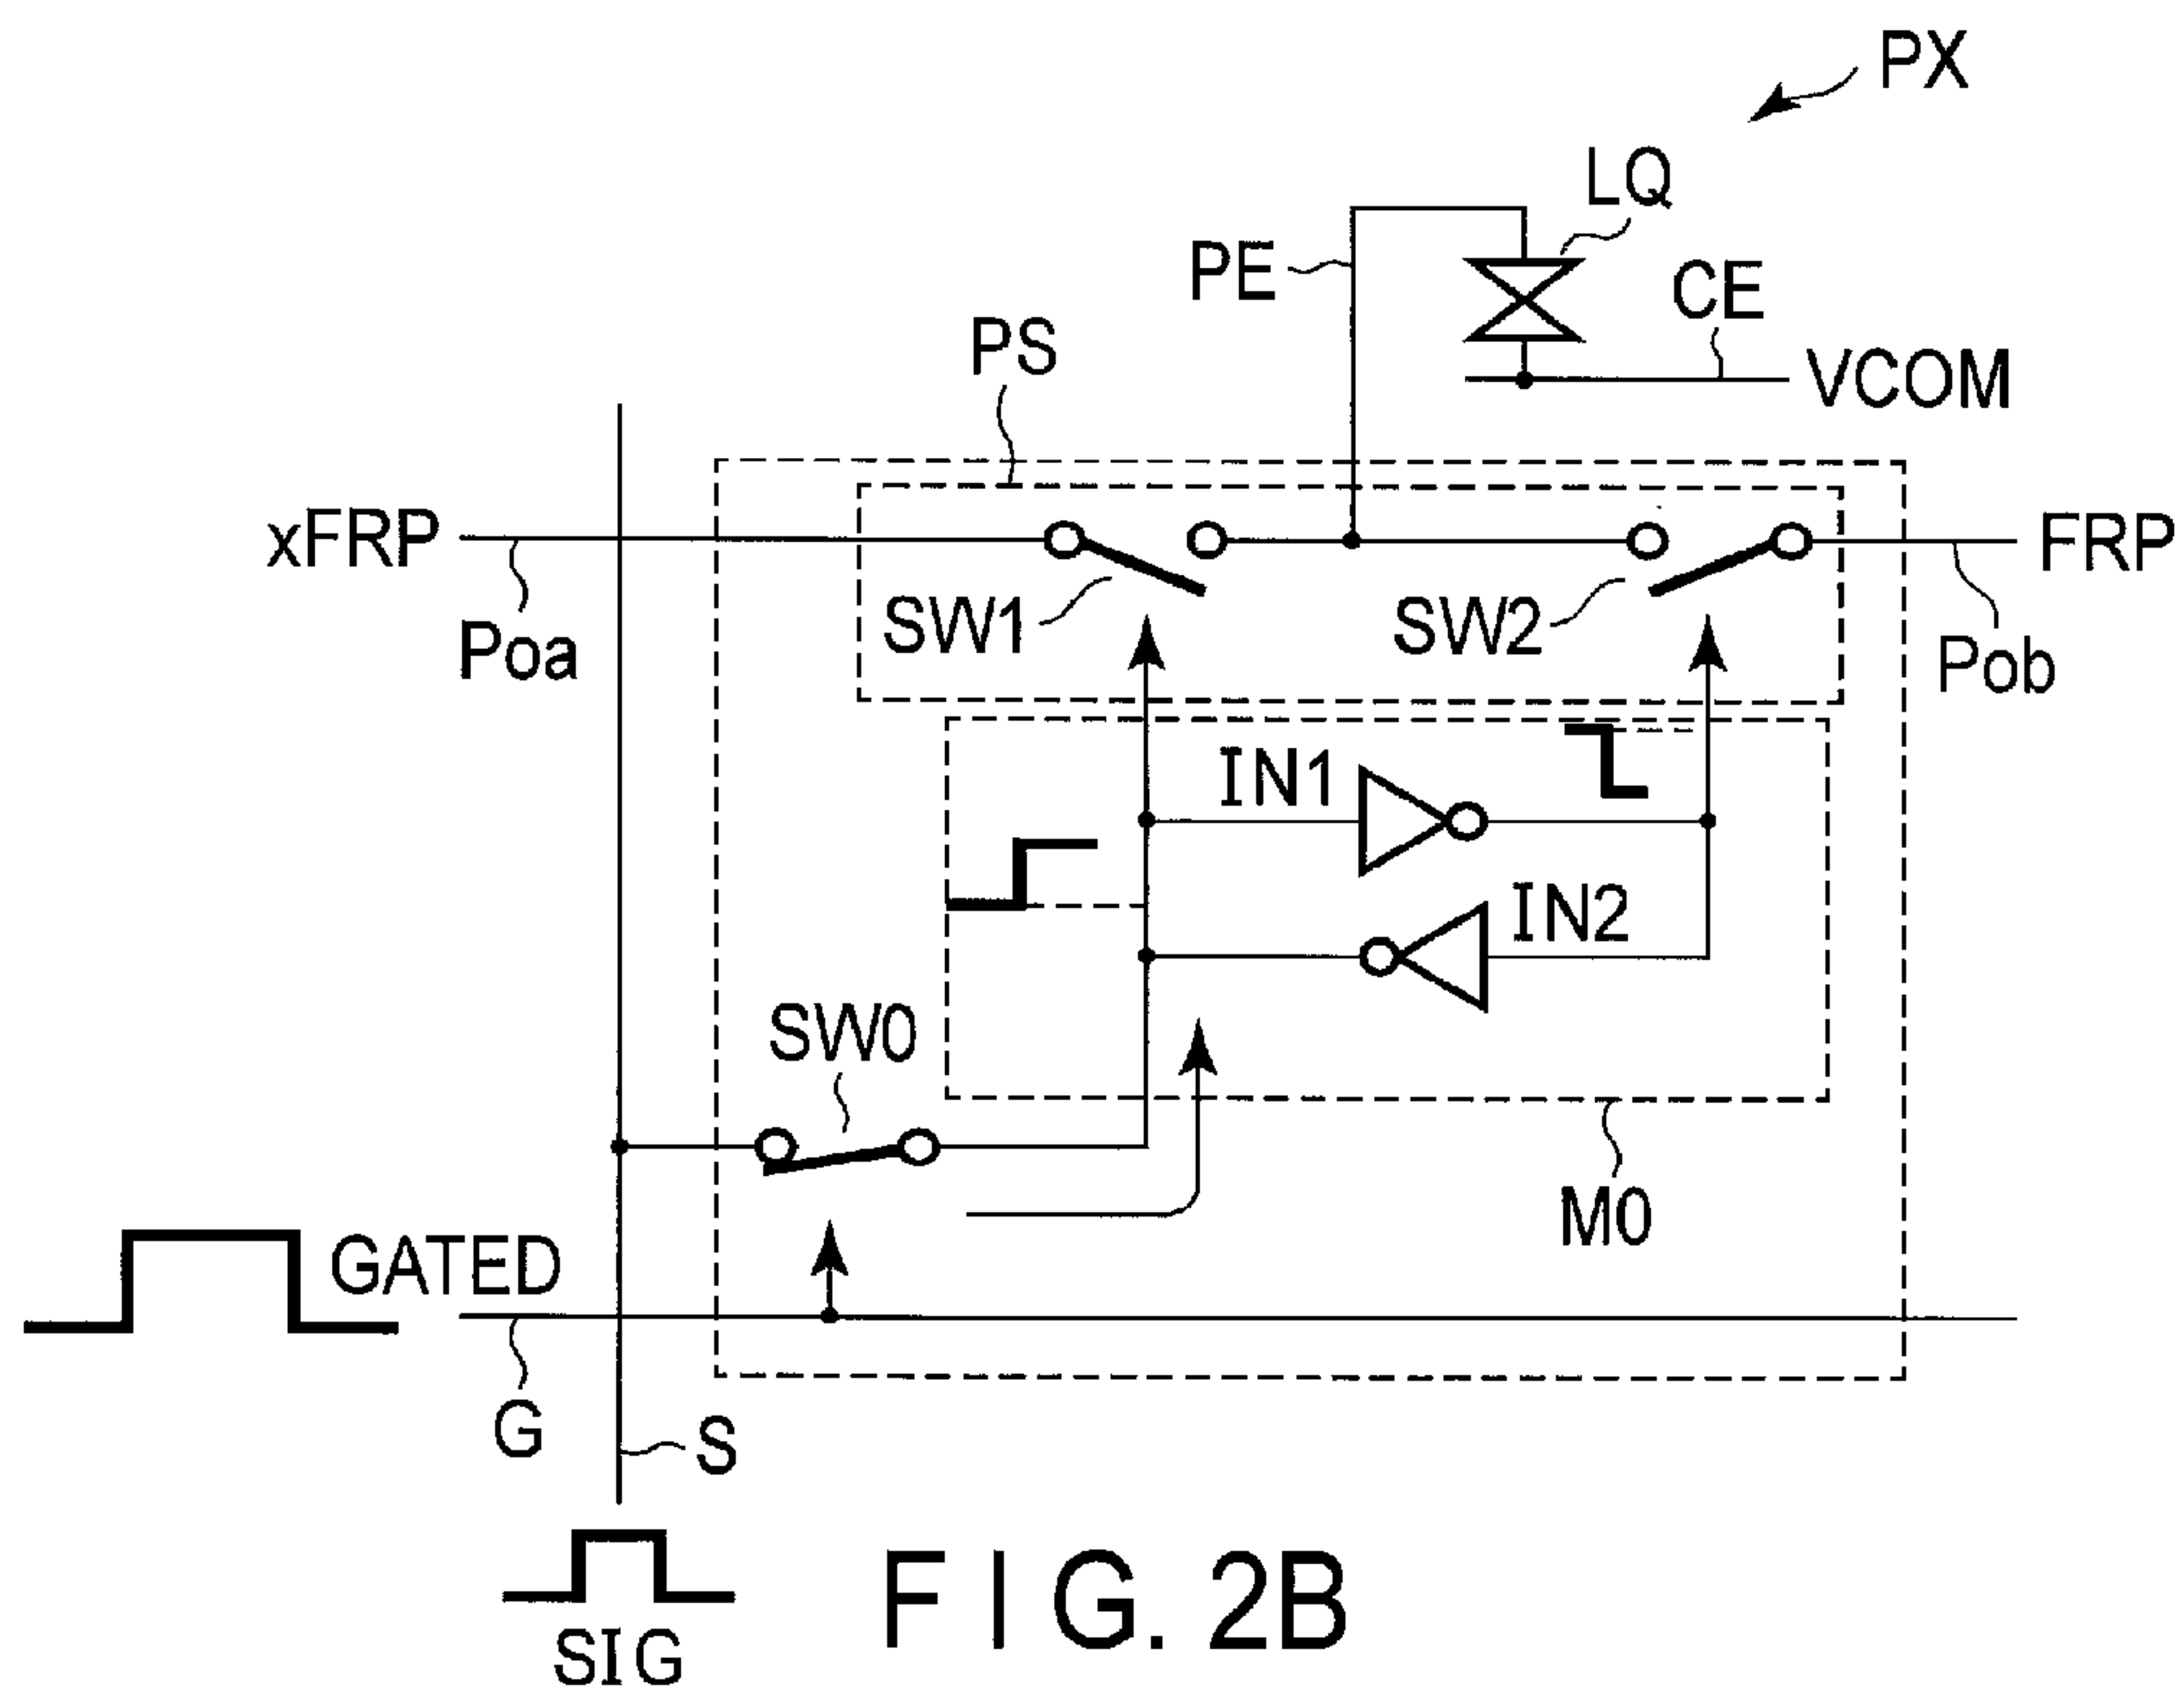 PX
LQ
PE
CE
PS
VCOM
xFRP
FRP
Poa
SW1
SW2
Pob
IN1
IN2
SW0
M0
GATED
G
S
SIG
FIG. 2B